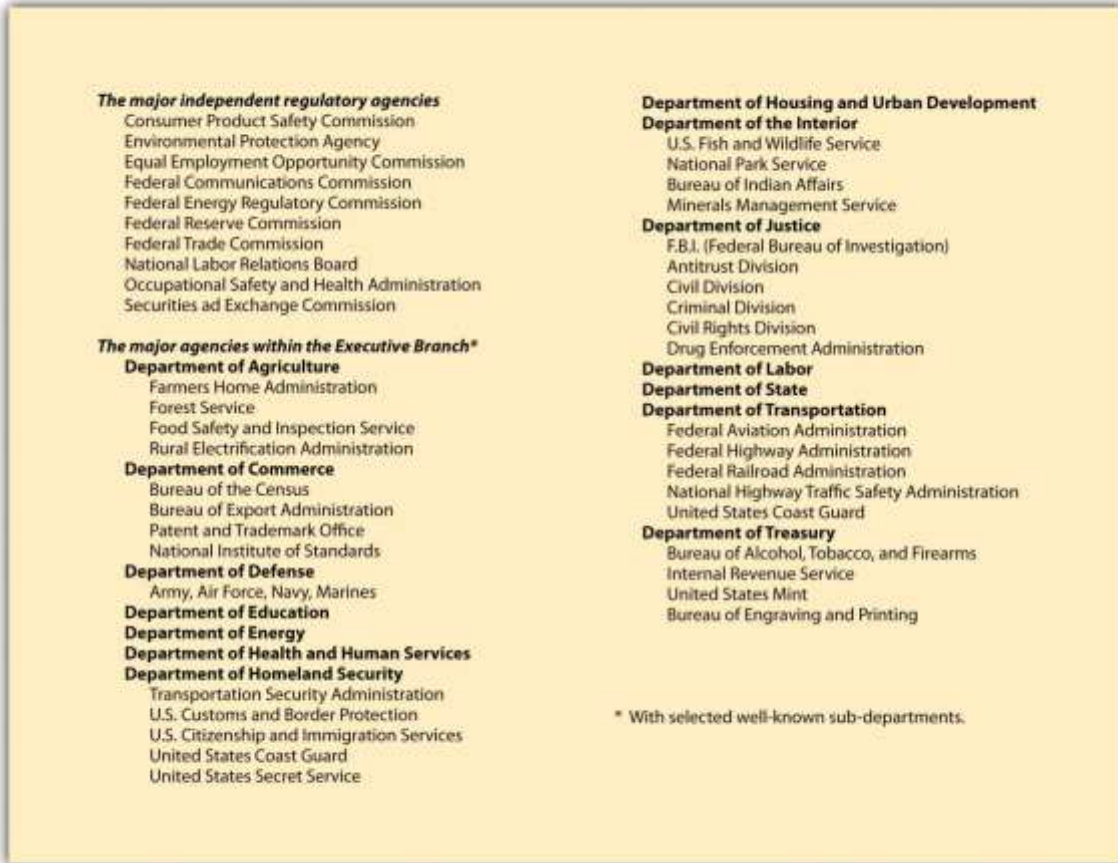 The major independent regulatory agencies
Consumer Product Safety Commission
Environmental Protection Agency
Equal Employment Opportunity Commission
Federal Communications Commission
Federal Energy Regulatory Commission
Federal Reserve Commission
Federal Trade Commission
National Labor Relations Board
Occupational Safety and Health Administration
Securities ad Exchange Commission
The major agencies within the Executive Branch*
Department of Agriculture
Farmers Home Administration
Forest Service
Food Safety and Inspection Service
Rural Electrification Administration
Department of Commerce
Bureau of the Census
Bureau of Export Administration
Patent and Trademark Office
National Institute of Standards
Department of Defense
Army, Air Force, Navy, Marines
Department of Education
Department of Energy
Department of Health and Human Services
Department of Homeland Security
Transportation Security Administration
U.S. Customs and Border Protection
U.S. Citizenship and Immigration Services
United States Coast Guard
United States Secret Service
Department of Housing and Urban Development
Department of the Interior
U.S. Fish and Wildlife Service
National Park Service
Bureau of Indian Affairs
Minerals Management Service
Department of Justice
F.B.I. (Federal Bureau of Investigation)
Antitrust Division
Civil Division
Criminal Division
Civil Rights Division
Drug Enforcement Administration
Department of Labor
Department of State
Department of Transportation
Federal Aviation Administration
Federal Highway Administration
Federal Railroad Administration
National Highway Traffic Safety Administration
United States Coast Guard
Department of Treasury
Bureau of Alcohol, Tobacco, and Firearms
Internal Revenue Service
United States Mint
Bureau of Engraving and Printing
* With selected well-known sub-departments.